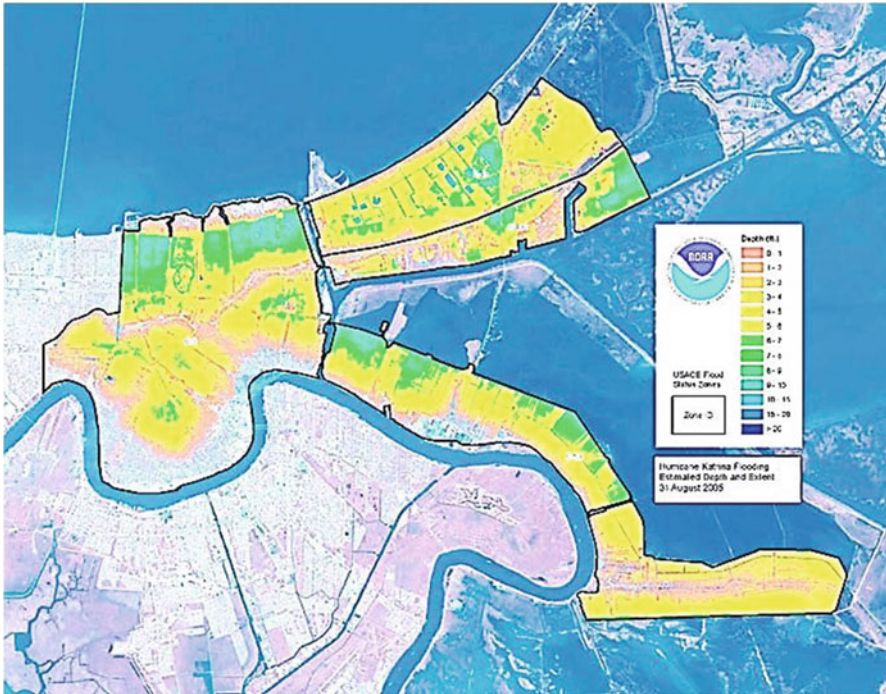 NOAA
Depth (ft.)
0 - 1
1 - 2
2 - 3
3 - 4
4 - 5
5 - 6
6 - 7
7 - 8
8 - 9
9 - 10
10 - 15
15 - 20
> 20
USACE Flood
Status Zones
Zone ID
Hurricane Katrina Flooding
Estimated Depth and Extent
31 August 2005